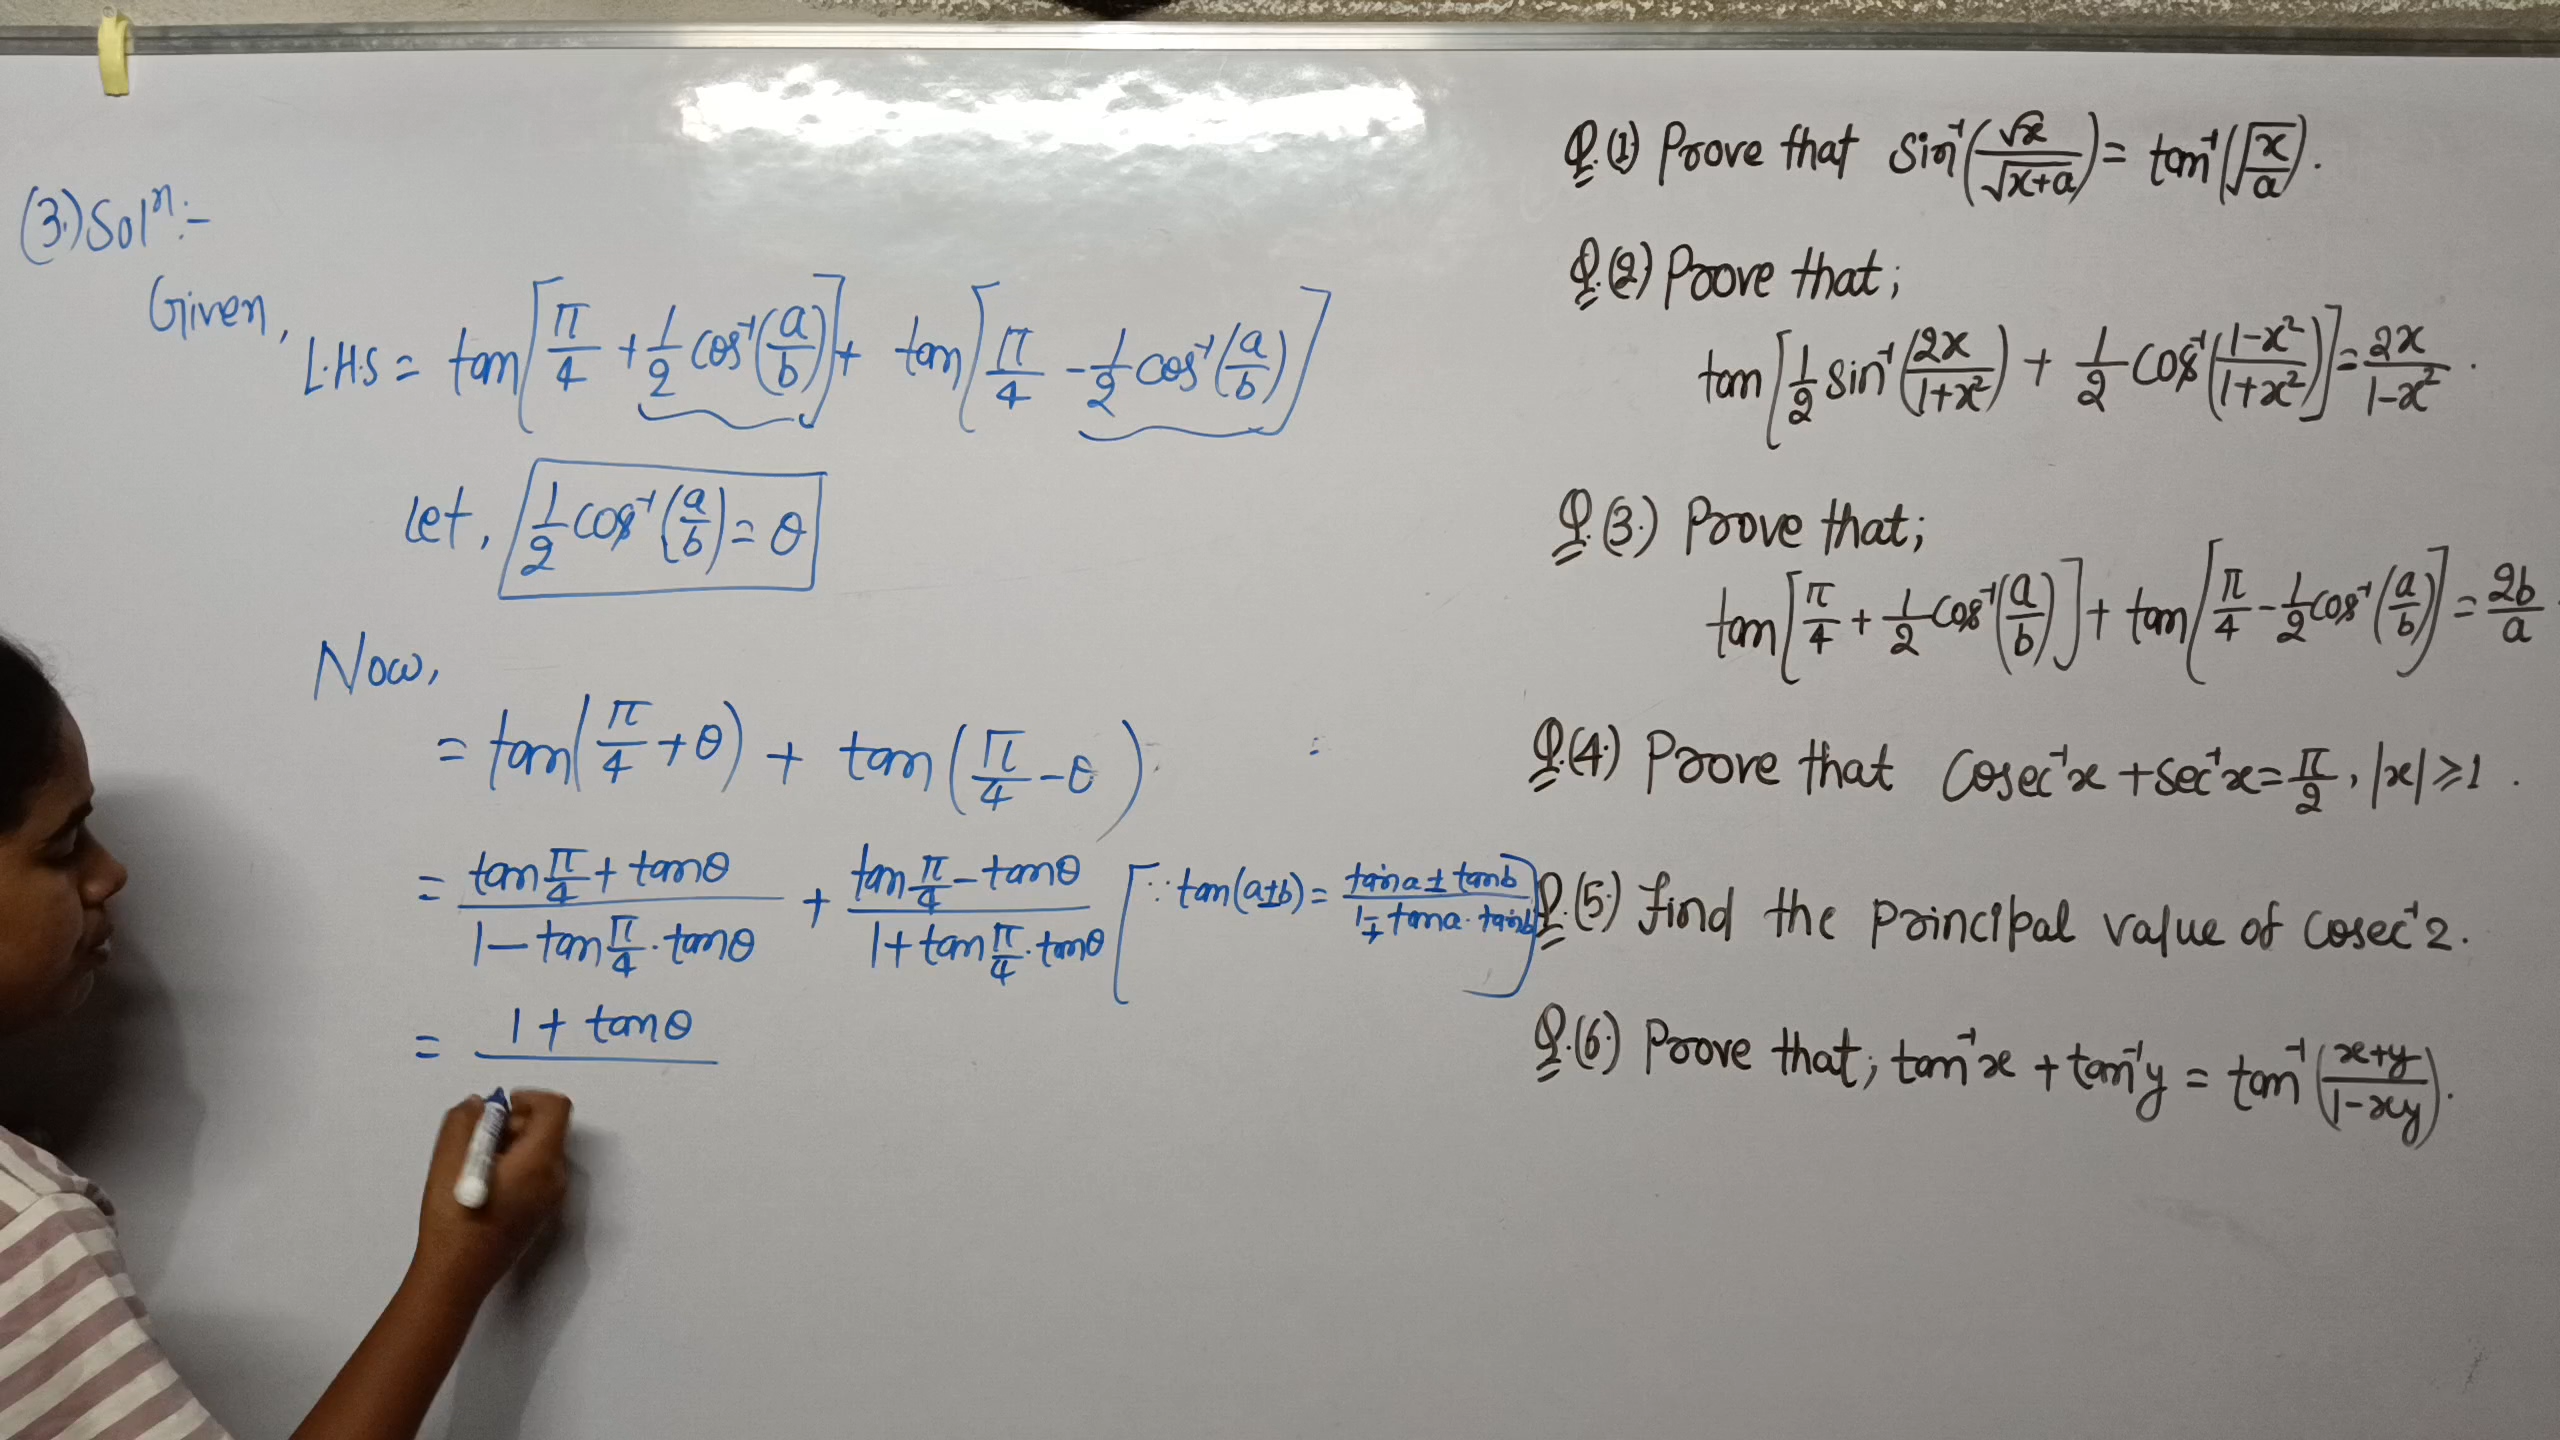 (3.) Solⁿ:-
Given,
L.H.S = tan[π/4 + 1/2 cos⁻¹(a/b)] + tan[π/4 - 1/2 cos⁻¹(a/b)]
Let, 1/2 cos⁻¹(a/b) = θ
Now,
= tan(π/4 + θ) + tan(π/4 - θ)
= (tan π/4 + tanθ)/(1 - tan π/4 · tanθ) + (tan π/4 - tanθ)/(1 + tan π/4 · tanθ) [∵ tan(a±b) = (tan a ± tan b)/(1 ∓ tan a · tan b)]
= 1 + tanθ
Q.(1) Prove that sin⁻¹(√x/√x+a) = tan⁻¹(√x/a).
Q.(2) Prove that;
tan[1/2 sin⁻¹(2x/1+x²) + 1/2 cos⁻¹(1-x²/1+x²)] = 2x/1-x².
Q.(3.) Prove that;
tan[π/4 + 1/2 cos⁻¹(a/b)] + tan[π/4 - 1/2 cos⁻¹(a/b)] = 2b/a.
Q.(4.) Prove that cosec⁻¹x + sec⁻¹x = π/2, |x| ≥ 1.
Q.(5.) find the principal value of cosec⁻¹2.
Q.(6.) Prove that; tan⁻¹x + tan⁻¹y = tan⁻¹(x+y/1-xy).